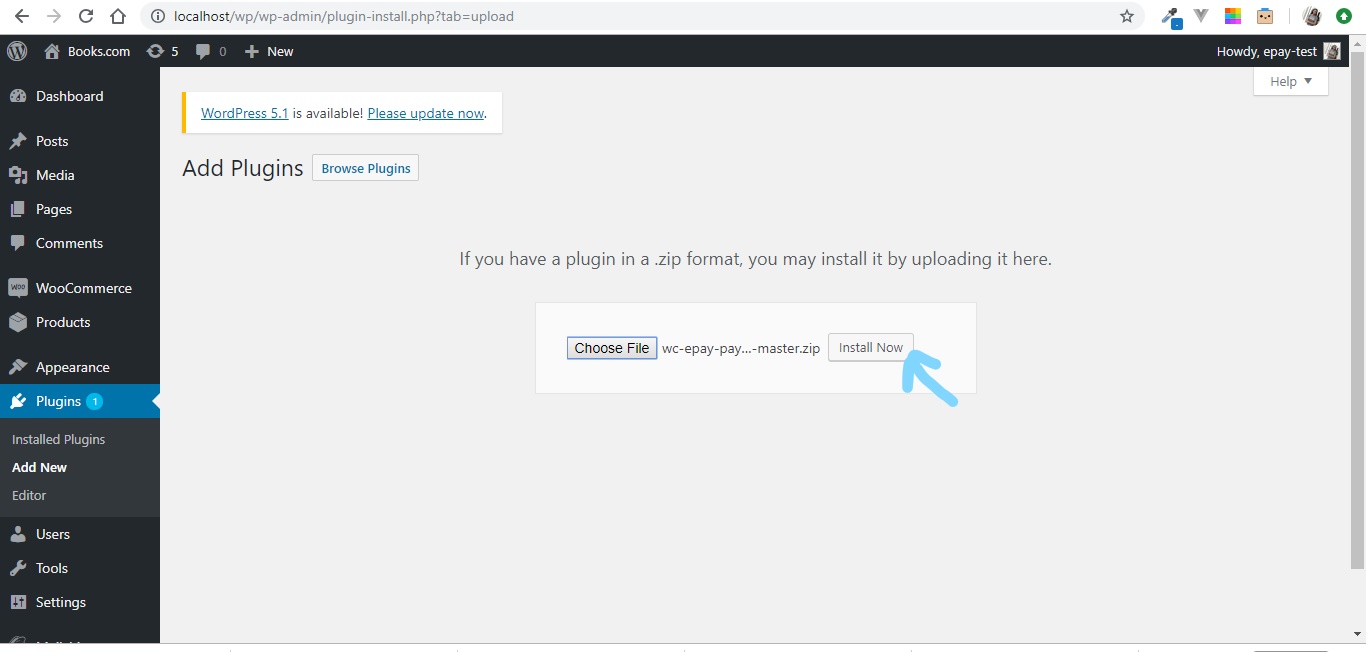 localhost/wp/wp-admin/plugin-install.php?tab=upload
Books.com 5 0 New Howdy, epay-test
Help
Dashboard
Posts
Media
Pages
Comments
WOO WooCommerce
Products
Appearance
Plugins 1
Installed Plugins
Add New
Editor
Users
Tools
Settings
WordPress 5.1 is available! Please update now.
Add Plugins Browse Plugins
If you have a plugin in a .zip format, you may install it by uploading it here.
Choose File wc-epay-pay...-master.zip Install Now